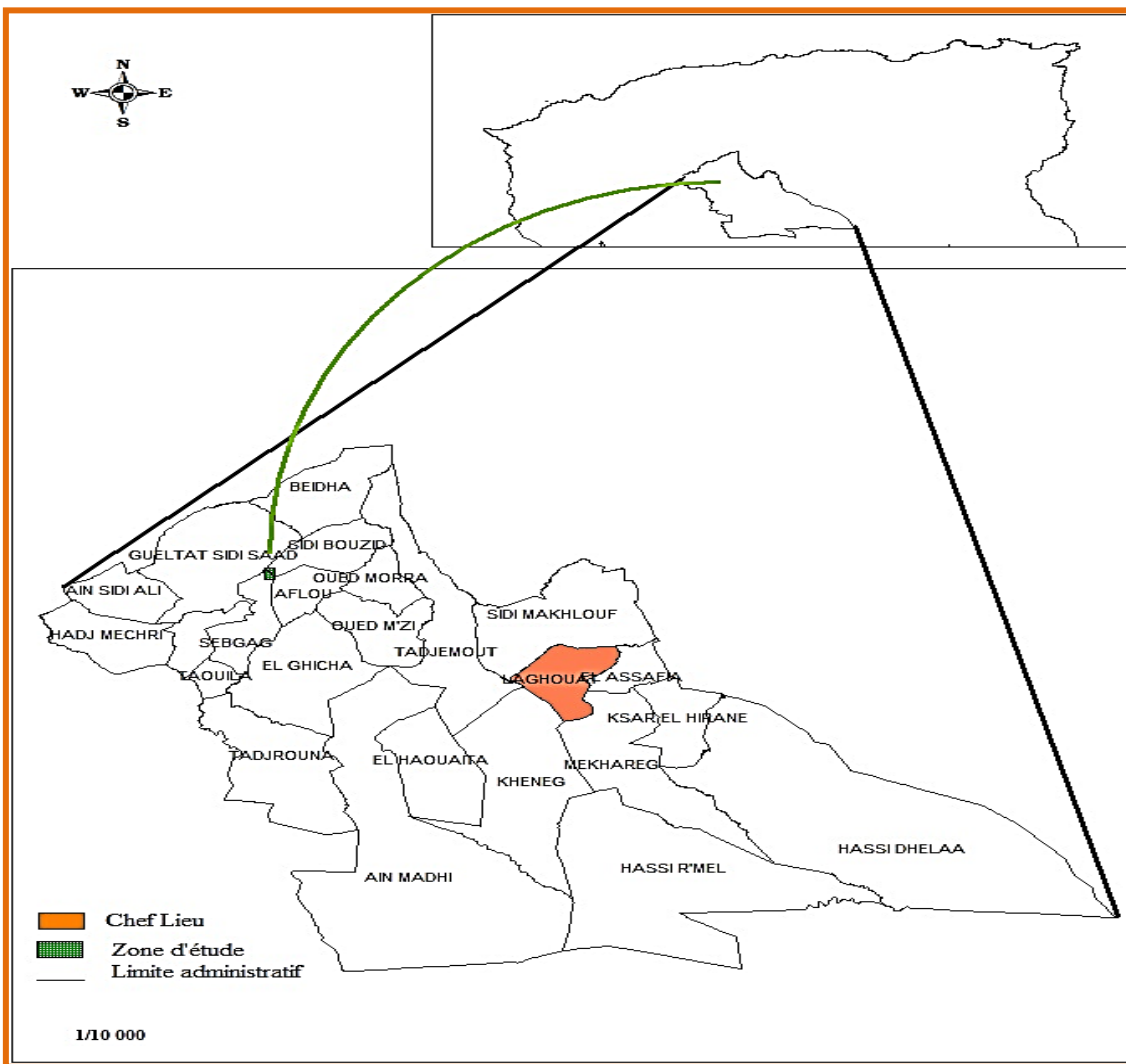 N
W E
S
BEIDHA
SIDI BOUZID
GUELTAT SIDI SAAD
OUED MORRA
AIN SIDI ALI
AFLOU
SIDI MAKHLOUF
OUED M'ZI
HADJ MECHRI
SEBGAG
TADJEMOUT
EL GHICHA
TAOUILA
LAGHOUAT
EL ASSAFIA
KSAR EL HIRANE
TADJROUNA
EL HAOUAITA
MEKHAREG
KHENEG
HASSI DHELAA
HASSI R'MEL
AIN MADHI
Chef Lieu
Zone d'étude
Limite administratif
1/10 000